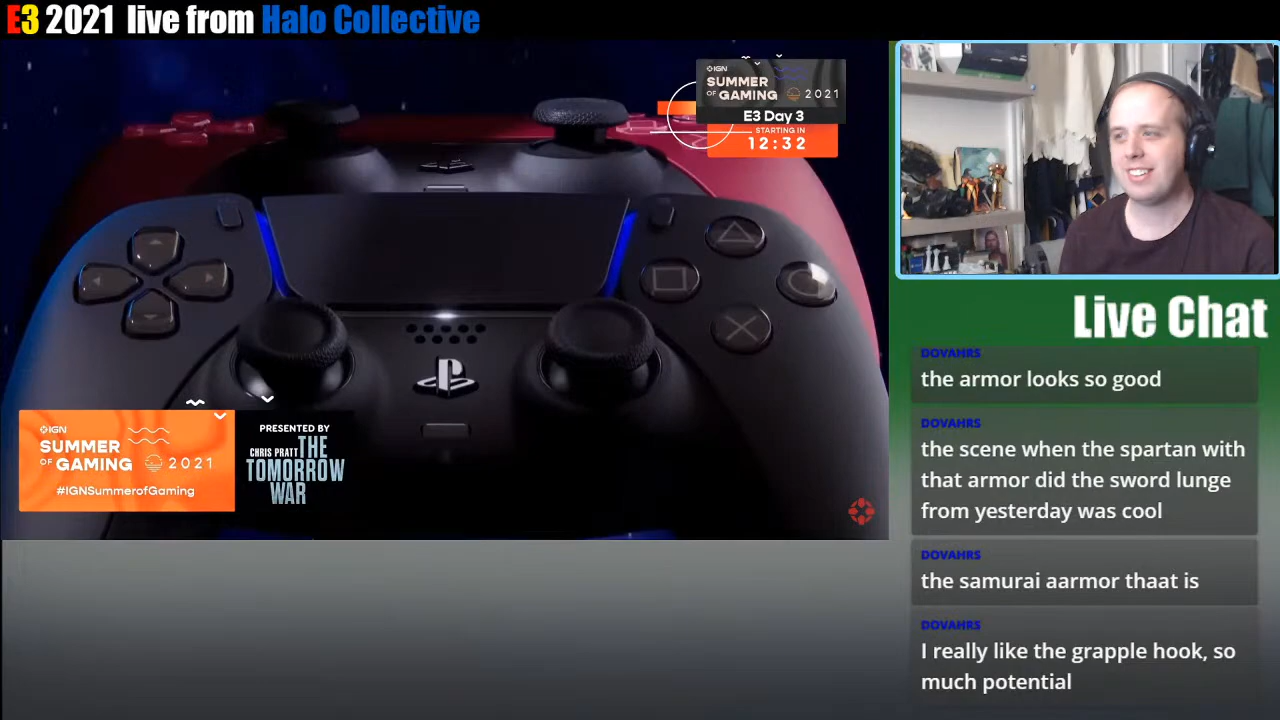 E3 2021 live from Halo Collective
IGN
SUMMER
OF GAMING 2021
E3 Day 3
STARTING IN
12:32
IGN
SUMMER
OF GAMING 2021
#IGNSummerofGaming
PRESENTED BY
CHRIS PRATT THE
TOMORROW
WAR
Live Chat
DOVAHRS
the armor looks so good
DOVAHRS
the scene when the spartan with
that armor did the sword lunge
from yesterday was cool
DOVAHRS
the samurai aarmor thaat is
DOVAHRS
I really like the grapple hook, so
much potential